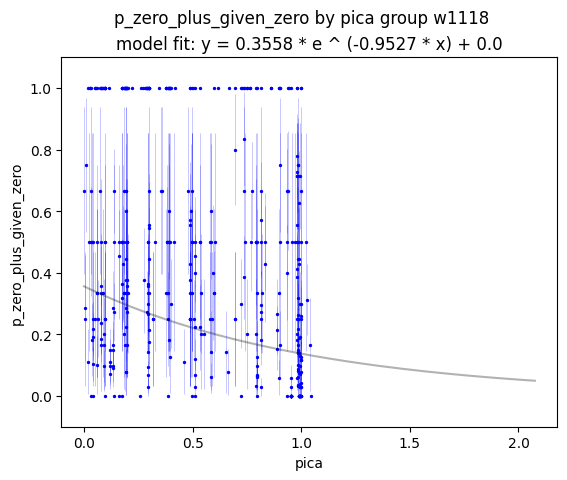 p_zero_plus_given_zero by pica group w1118
model fit: y = 0.3558 * e ^ (-0.9527 * x) + 0.0
1.0
0.8
0.6
0.4
0.2
0.0
p_zero_plus_given_zero
0.0 0.5 1.0 1.5 2.0
pica